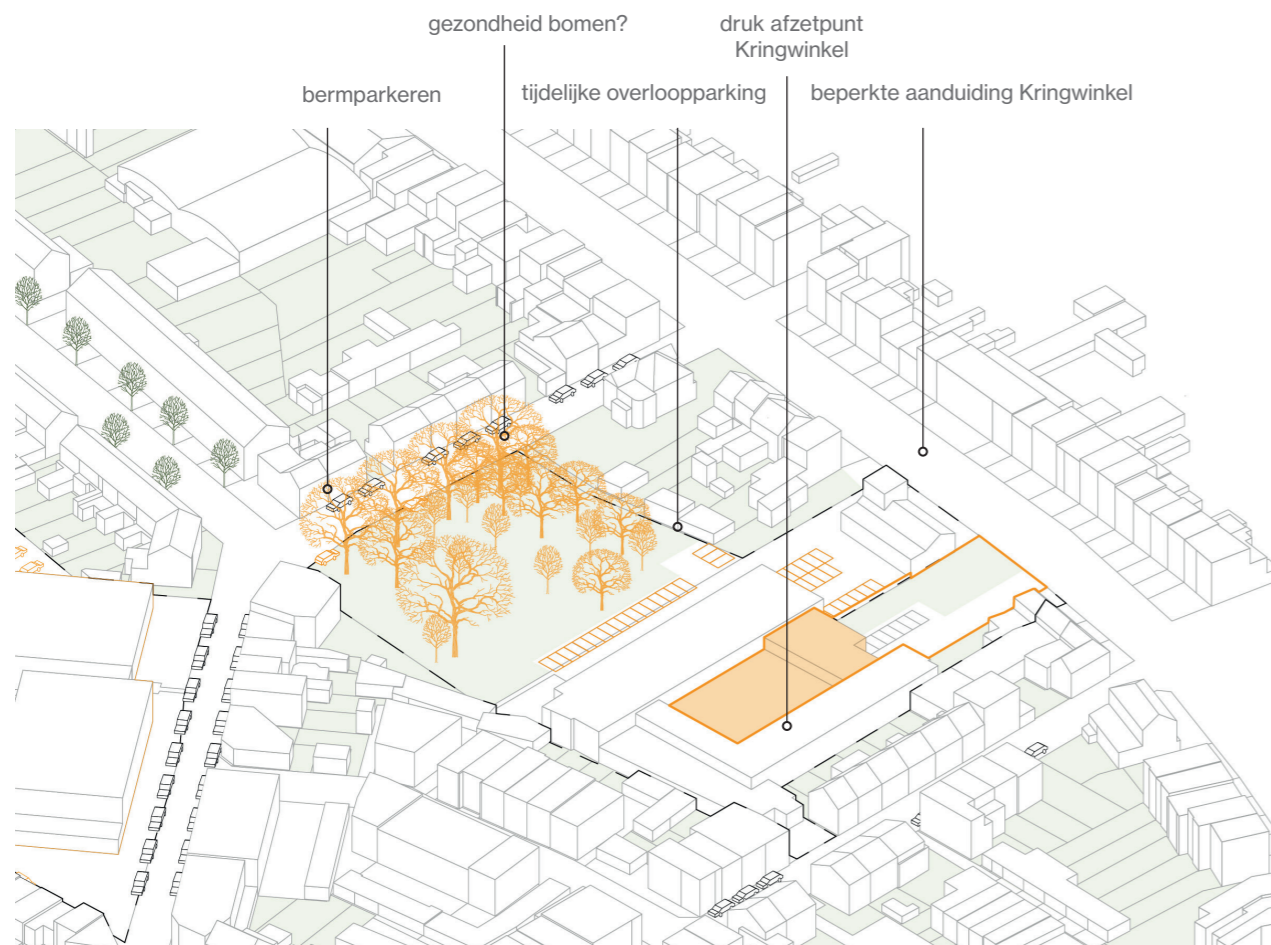 gezondheid bomen?
druk afzetpunt
Kringwinkel
bermparkeren
tijdelijke overloopparking
beperkte aanduiding Kringwinkel